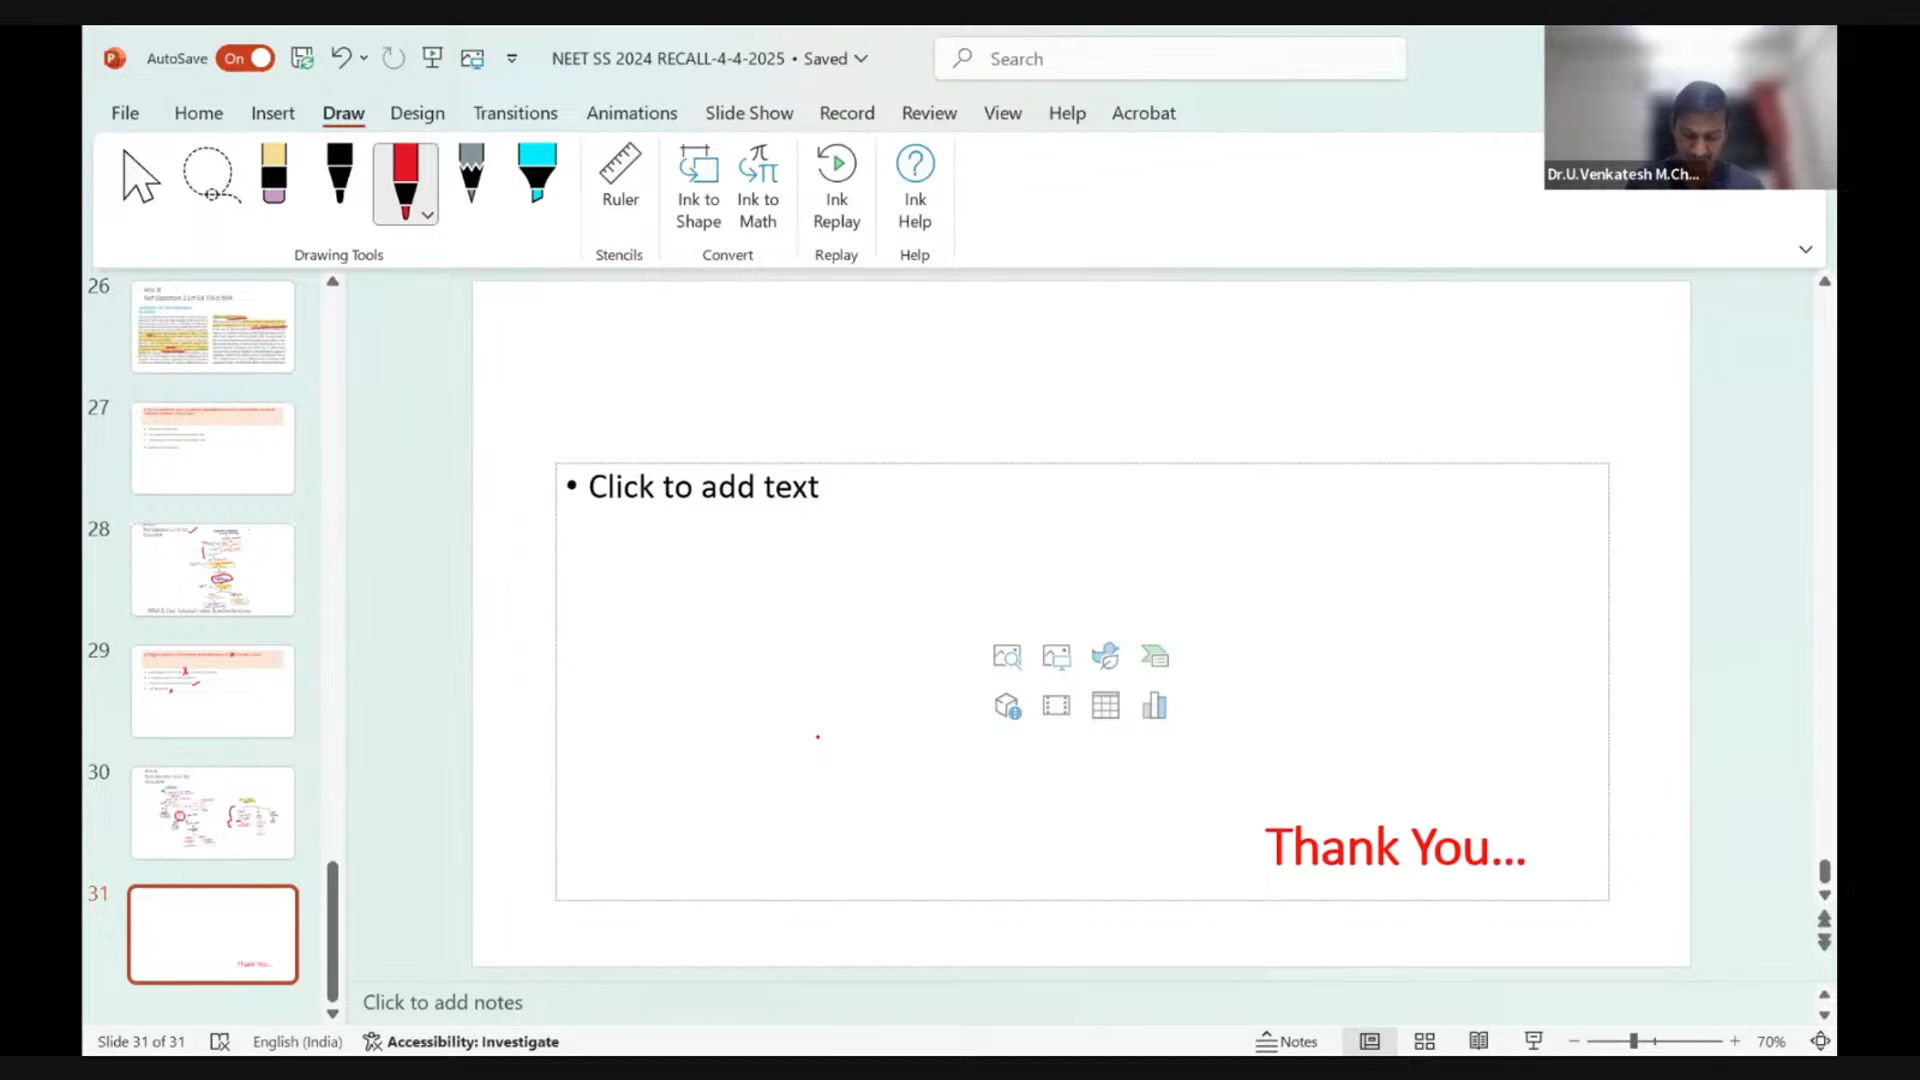 AutoSave On NEET SS 2024 RECALL-4-4-2025 • Saved Search
File Home Insert Draw Design Transitions Animations Slide Show Record Review View Help Acrobat
Dr.U.Venkatesh M.Ch...
Ruler
Ink to Shape
Ink to Math
Ink Replay
Ink Help
Drawing Tools Stencils Convert Replay Help
26
27
28
29
30
31
Thank You...
• Click to add text
Thank You...
Click to add notes
Slide 31 of 31 English (India) Accessibility: Investigate Notes 70%